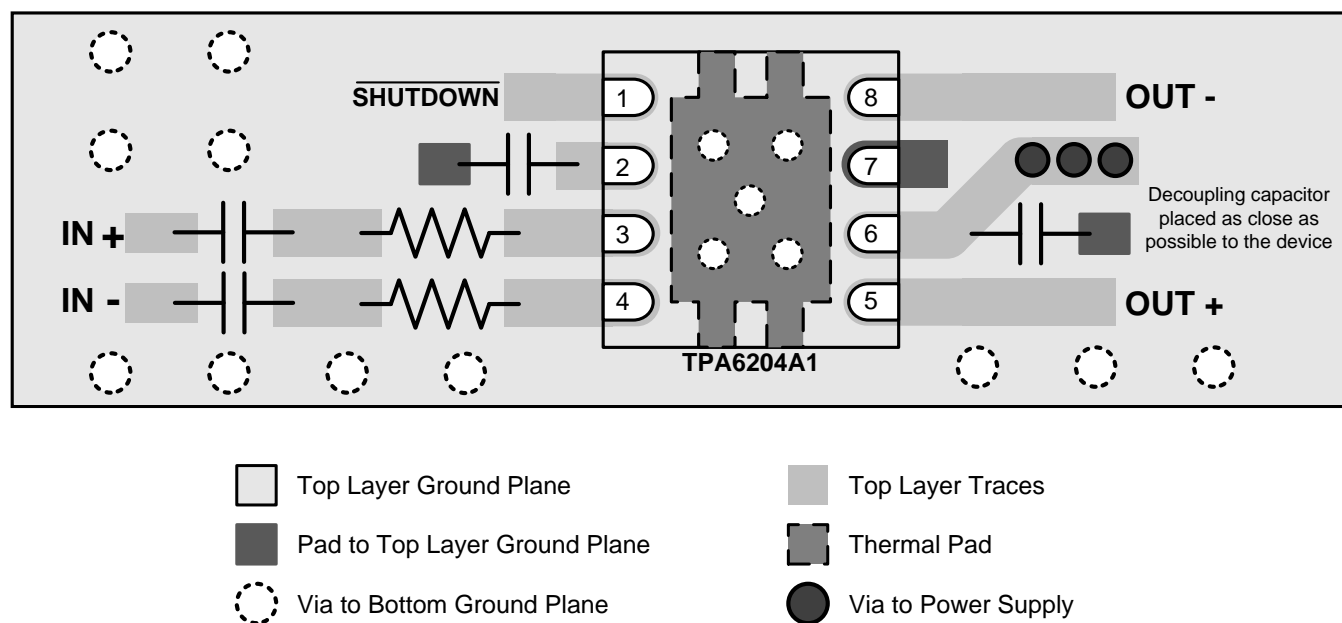 SHUTDOWN
1
8
OUT -
2
7
Decoupling capacitor
placed as close as
possible to the device
IN +
3
6
IN -
4
5
OUT +
TPA6204A1
Top Layer Ground Plane
Top Layer Traces
Pad to Top Layer Ground Plane
Thermal Pad
Via to Bottom Ground Plane
Via to Power Supply